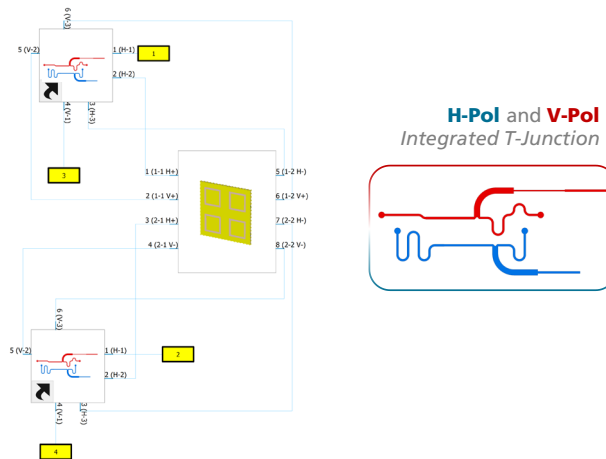 6 (V-3)
5 (V-2)
1 (H-1)
1
2 (H-2)
4 (V-1)
3 (H-3)
3
1 (1-1 H+)
2 (1-1 V+)
3 (2-1 H+)
4 (2-1 V-)
5 (1-2 H-)
6 (1-2 V+)
7 (2-2 H-)
8 (2-2 V-)
H-Pol and V-Pol
Integrated T-Junction
6 (V-3)
5 (V-2)
1 (H-1)
2
2 (H-2)
4 (V-1)
3 (H-3)
4